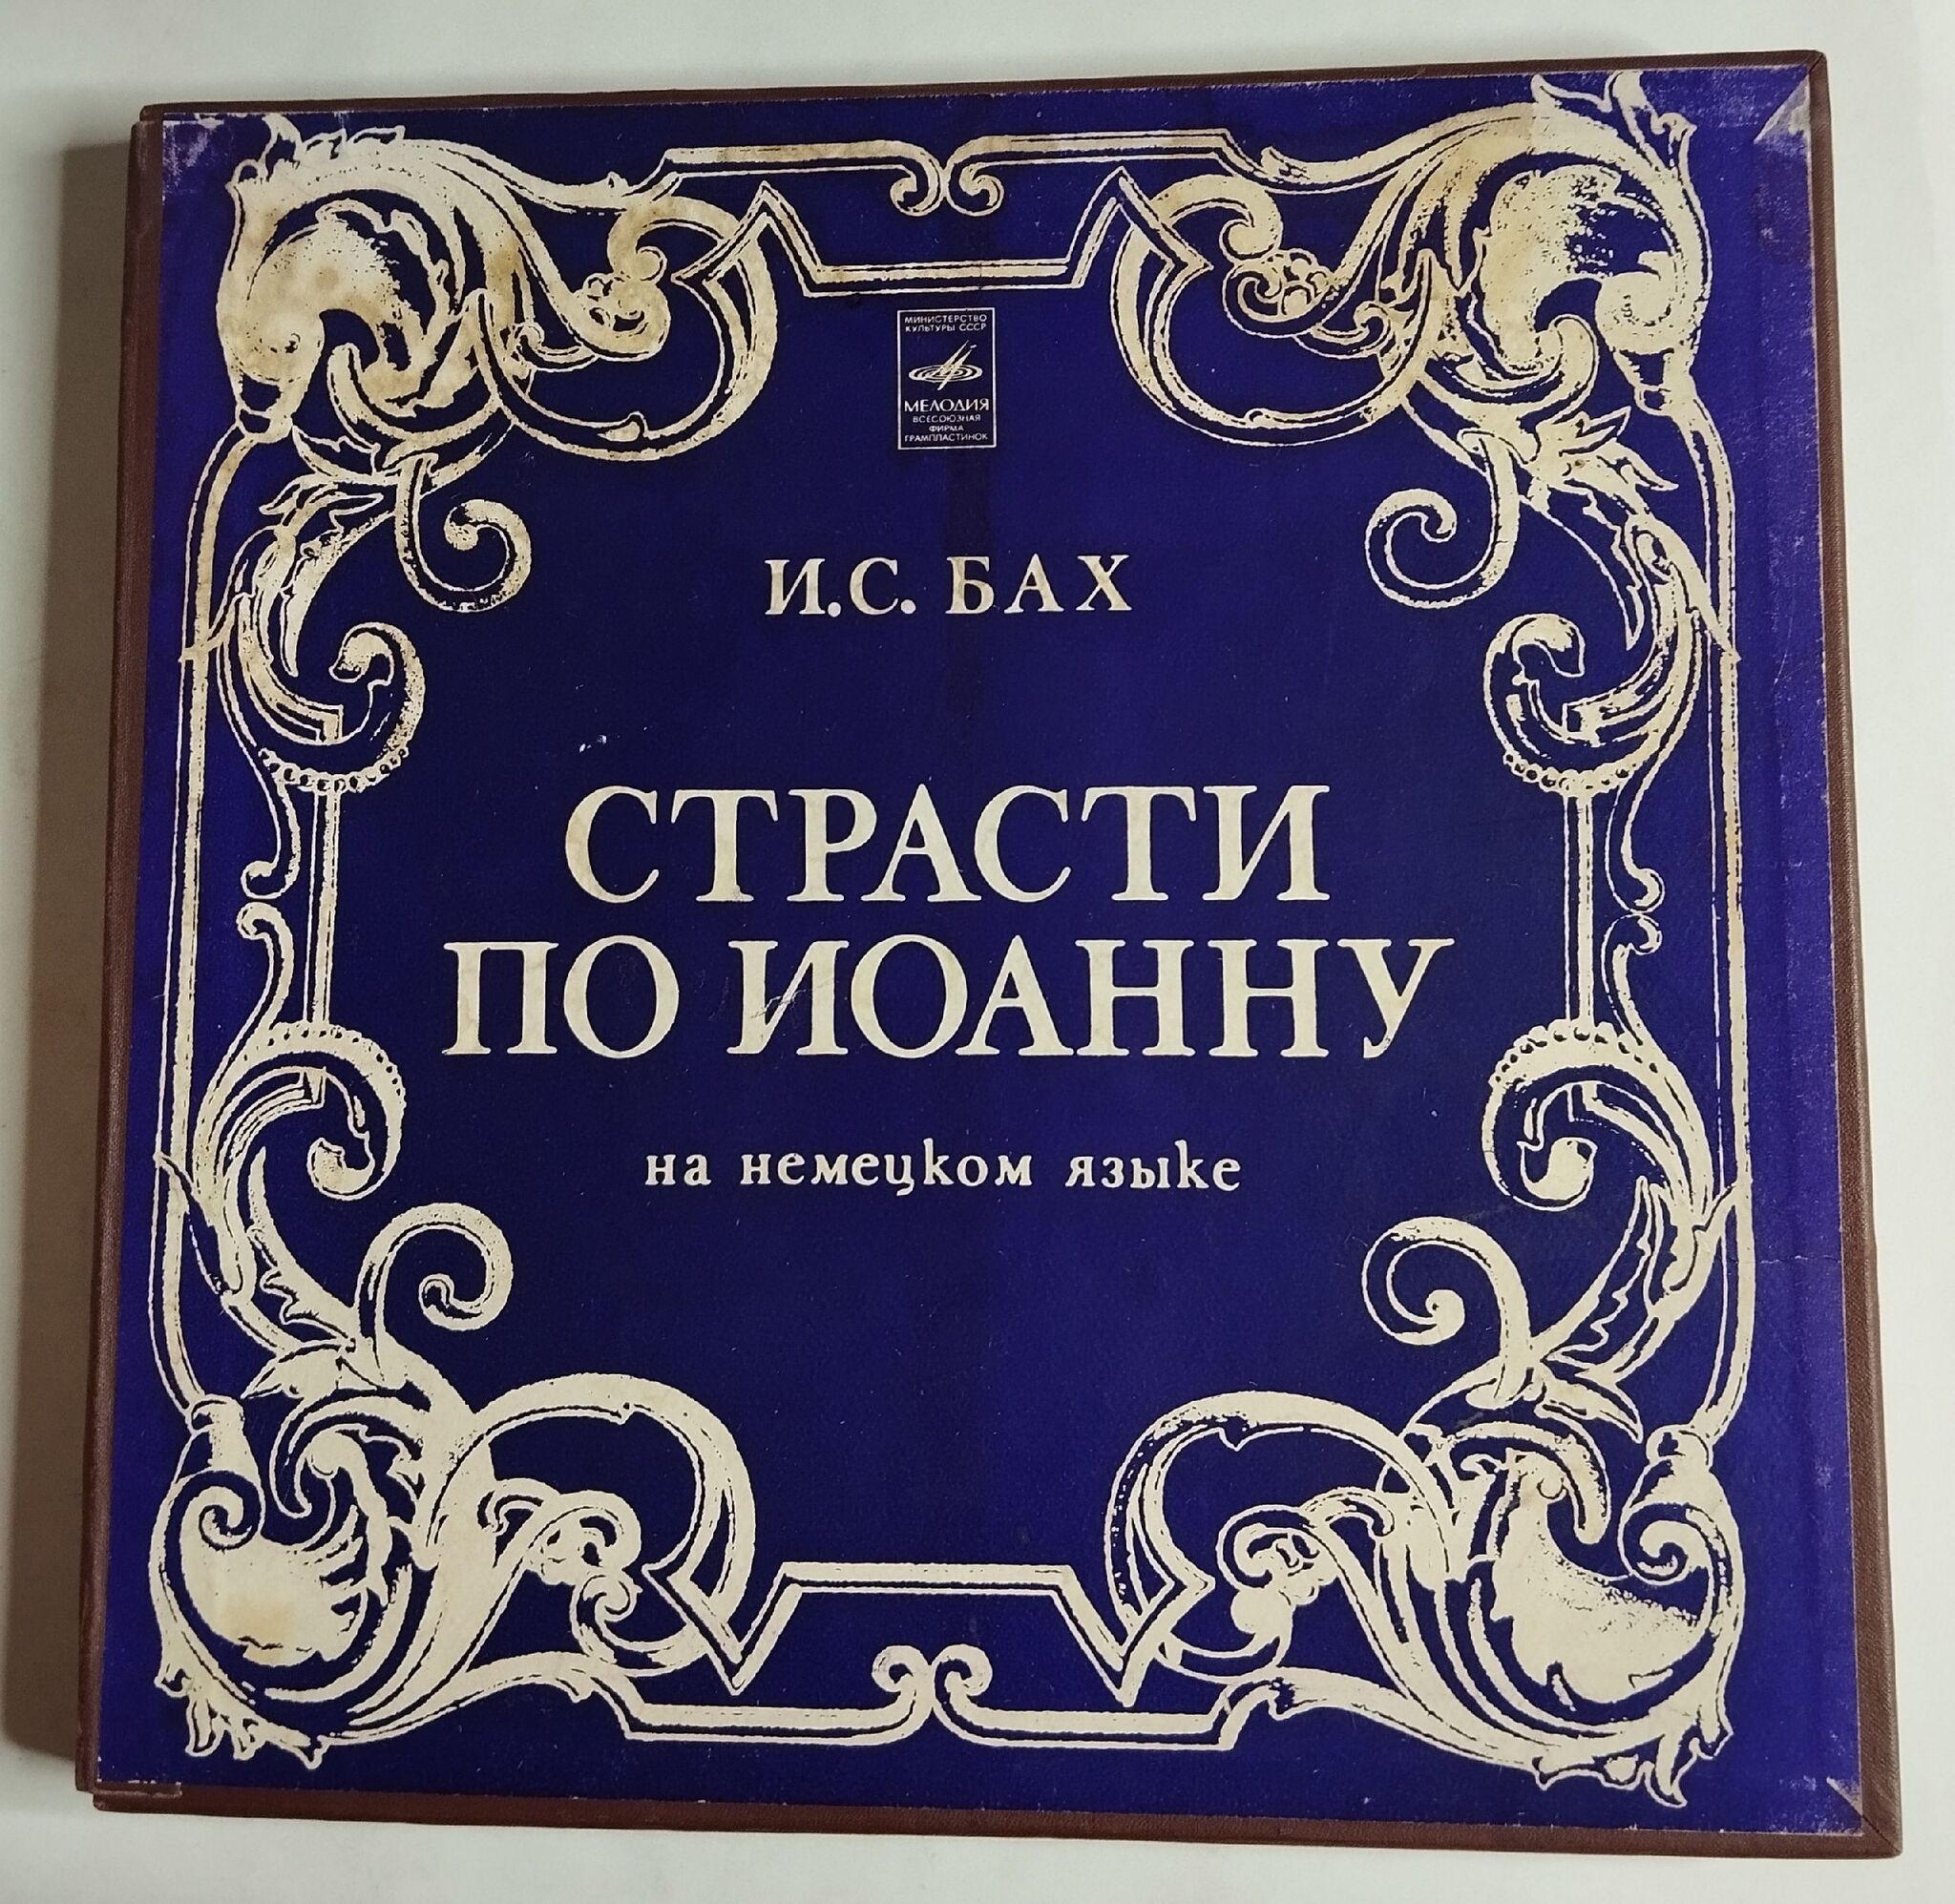 МИНИСТЕРСТВО
КУЛЬТУРЫ СССР
МЕЛОДИЯ
ВСЕСОЮЗНАЯ
ФИРМА
ГРАМПЛАСТИНОК
И.С. БАХ
СТРАСТИ
ПО ИОАННУ
на немецком языке